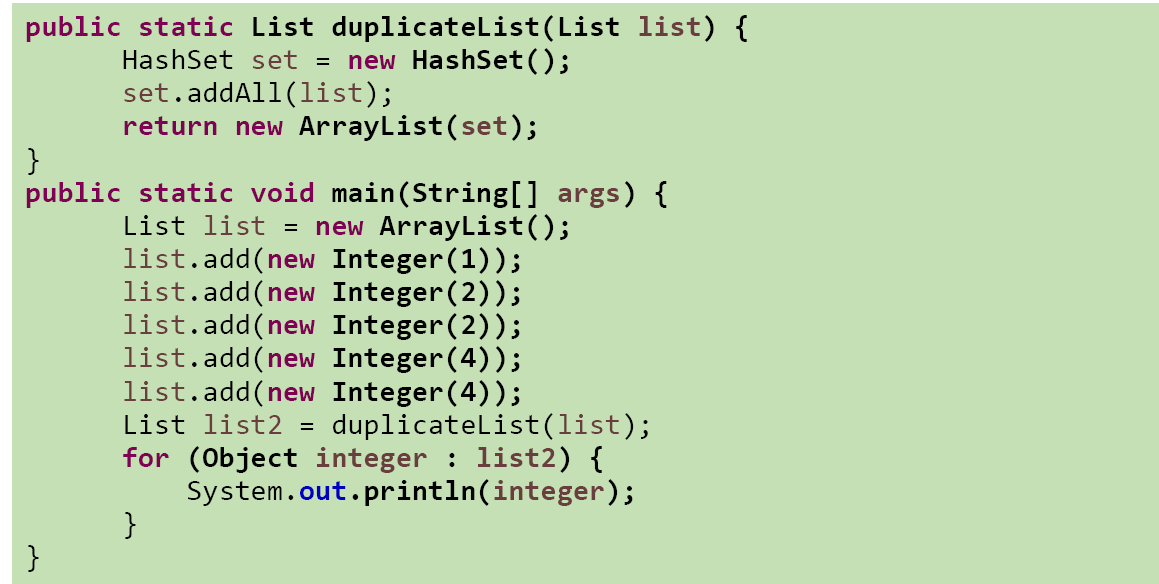 public static List duplicateList(List list) {
HashSet set = new HashSet();
set.addAll(list);
return new ArrayList(set);
}
public static void main(String[] args) {
List list = new ArrayList();
list.add(new Integer(1));
list.add(new Integer(2));
list.add(new Integer(2));
list.add(new Integer(4));
list.add(new Integer(4));
List list2 = duplicateList(list);
for (Object integer : list2) {
System.out.println(integer);
}
}